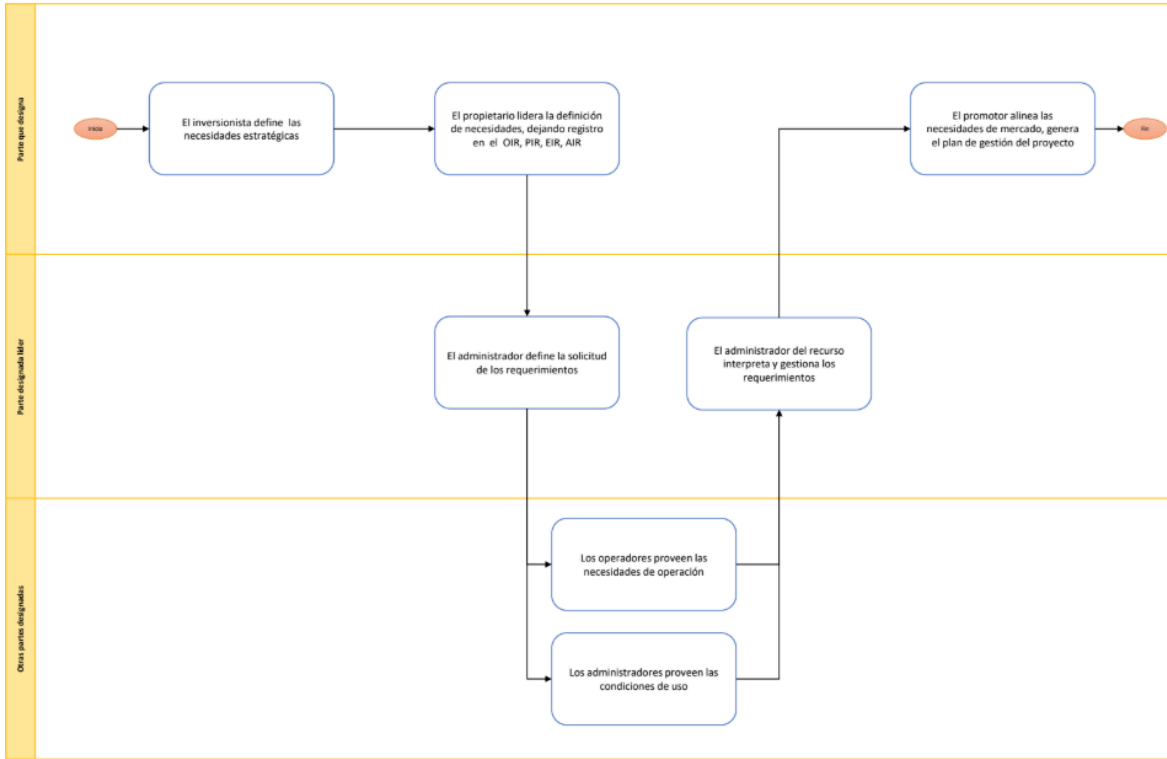 Parte que designa
Inicio
El inversionista define las
necesidades estratégicas
El propietario lidera la definición
de necesidades, dejando registro
en el OIR, PIR, EIR, AIR
El promotor alinea las
necesidades de mercado, genera
el plan de gestión del proyecto
Fin
Parte designada líder
El administrador define la solicitud
de los requerimientos
El administrador del recurso
interpreta y gestiona los
requerimientos
Otras partes designadas
Los operadores proveen las
necesidades de operación
Los administradores proveen las
condiciones de uso